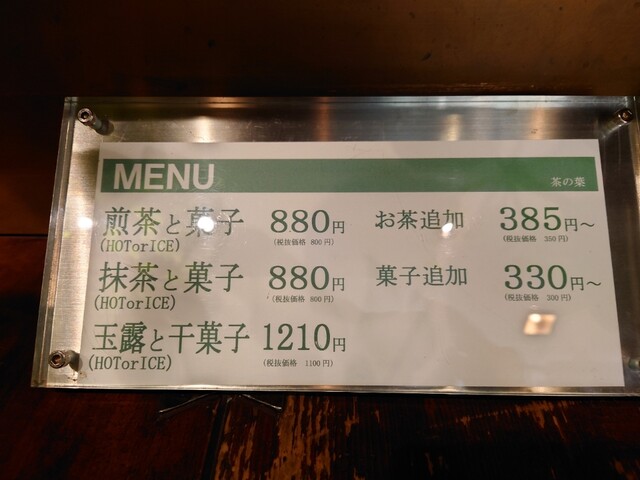 MENU 茶の葉
煎茶と菓子 880円 お茶追加 385円～
(HOTorICE) (税抜価格 800円) (税抜価格 350円)
抹茶と菓子 880円 菓子追加 330円～
(HOTorICE) (税抜価格 800円) (税抜価格 300円)
玉露と干菓子 1210円
(HOTorICE) (税抜価格 1100円)